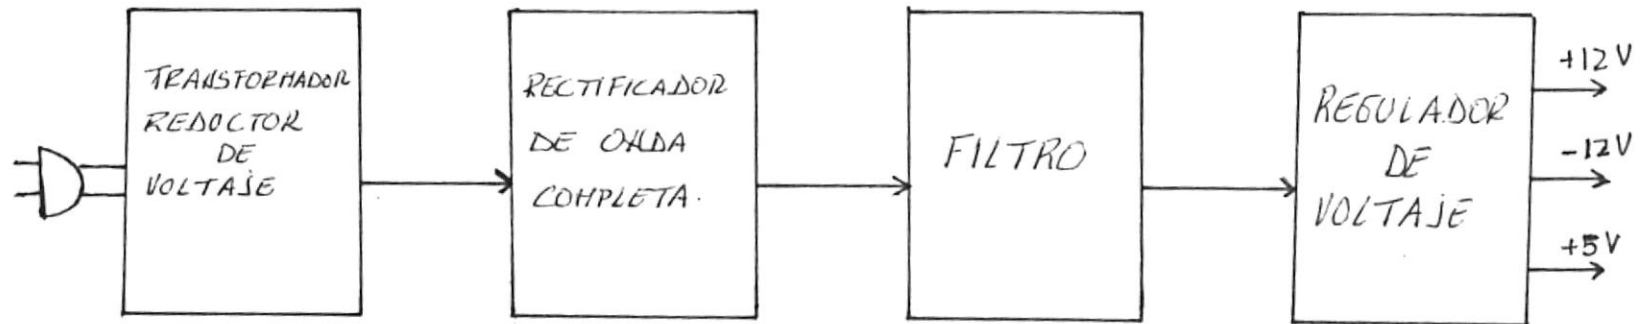 TRANSFORMADOR
REDUCTOR
DE
VOLTAJE
RECTIFICADOR
DE ONDA
COMPLETA.
FILTRO
REGULADOR
DE
VOLTAJE
+12V
-12V
+5V